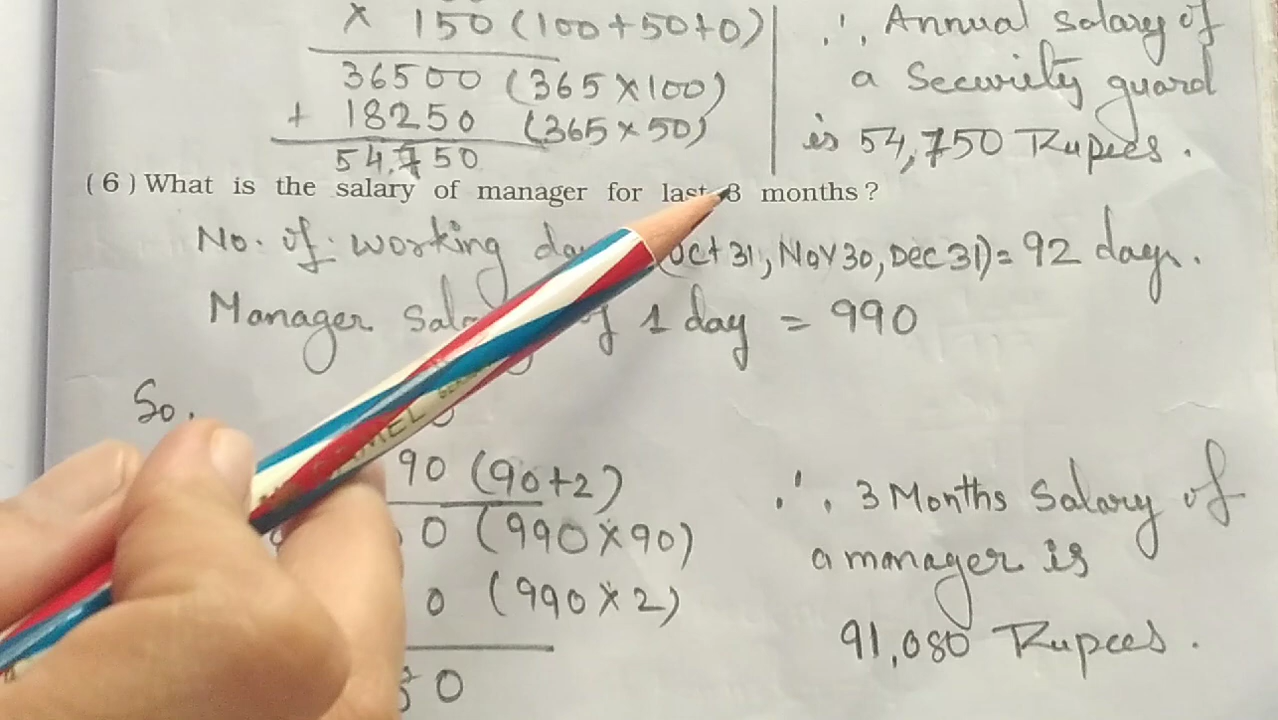 × 150 (100+50+0)
36500 (365×100)
+ 18250 (365×50)
54,750
∴ Annual Salary of
a Security guard
is 54,750 Rupees.
(6) What is the salary of manager for last 3 months?
No. of working (Oct 31, Nov 30, Dec 31) = 92 days.
Manager 1 day = 990
So,
90 (90+2)
0 (990×90)
0 (990×2)
0
∴ 3 Months Salary of
a manager is
91,080 Rupees.